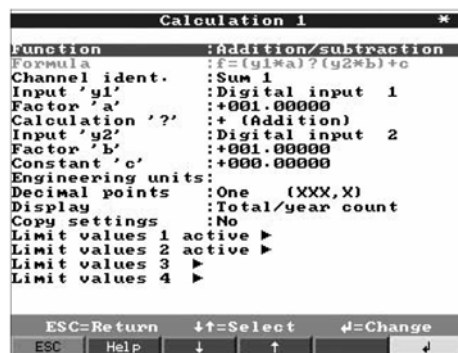 Calculation 1 *
Function :Addition/subtraction
Formula :f=(y1*a)?(y2*b)+c
Channel ident. :Sum 1
Input 'y1' :Digital input 1
Factor 'a' :+001.00000
Calculation '?' :+ (Addition)
Input 'y2' :Digital input 2
Factor 'b' :+001.00000
Constant 'c' :+000.00000
Engineering units:
Decimal points :One (XXX,X)
Display :Total/year count
Copy settings :No
Limit values 1 active ►
Limit values 2 active ►
Limit values 3 ►
Limit values 4 ►
ESC=Return ↓↑=Select ↲=Change
ESC Help ↓ ↑ ↲